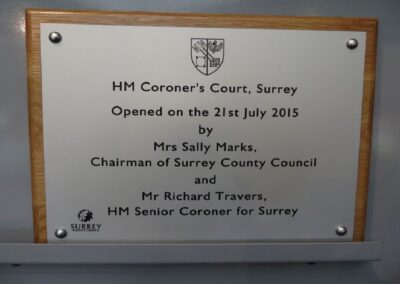 HM Coroner's Court, Surrey
Opened on the 21st July 2015
by
Mrs Sally Marks,
Chairman of Surrey County Council
and
Mr Richard Travers,
HM Senior Coroner for Surrey
SURREY